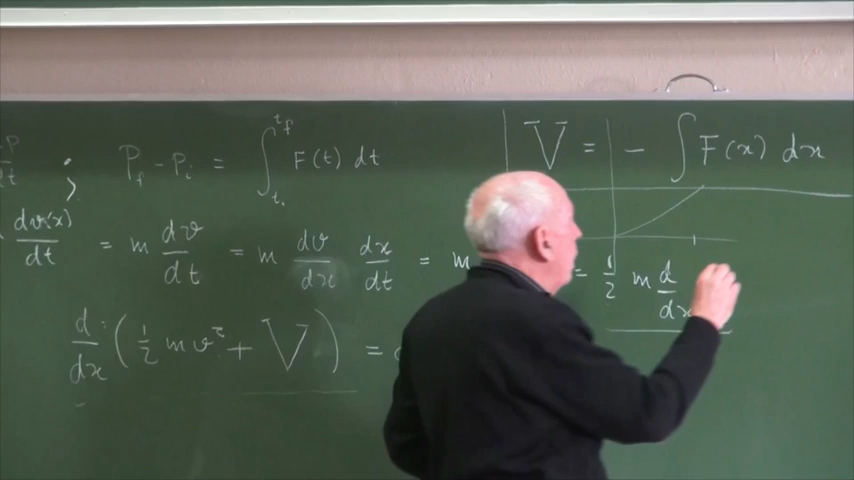 P_f - P_i = ∫_{t_i}^{t_f} F(t) dt
V = - ∫ F(x) dx
dv(x)/dt = m dv/dt = m dv/dx dx/dt = m = 1/2 m d/dx
d/dx (1/2 m v² + V) =